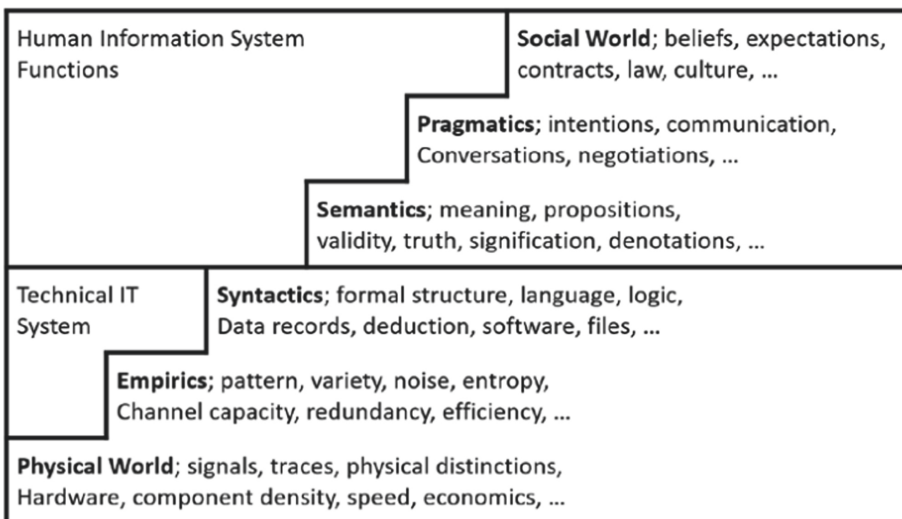 Human Information System
Functions
Social World; beliefs, expectations,
contracts, law, culture, ...
Pragmatics; intentions, communication,
Conversations, negotiations, ...
Semantics; meaning, propositions,
validity, truth, signification, denotations, ...
Technical IT
System
Syntactics; formal structure, language, logic,
Data records, deduction, software, files, ...
Empirics; pattern, variety, noise, entropy,
Channel capacity, redundancy, efficiency, ...
Physical World; signals, traces, physical distinctions,
Hardware, component density, speed, economics, ...